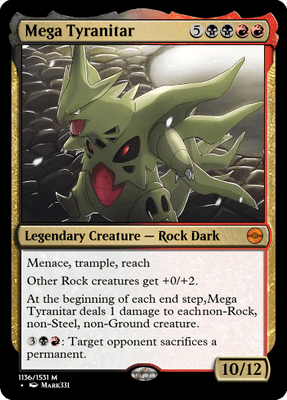 Mega Tyranitar 5
Legendary Creature — Rock Dark
Menace, trample, reach
Other Rock creatures get +0/+2.
At the beginning of each end step,Mega
Tyranitar deals 1 damage to eachnon-Rock,
non-Steel, non-Ground creature.
3 : Target opponent sacrifices a
permanent.
10/12
1136/1531 M
• Mark331